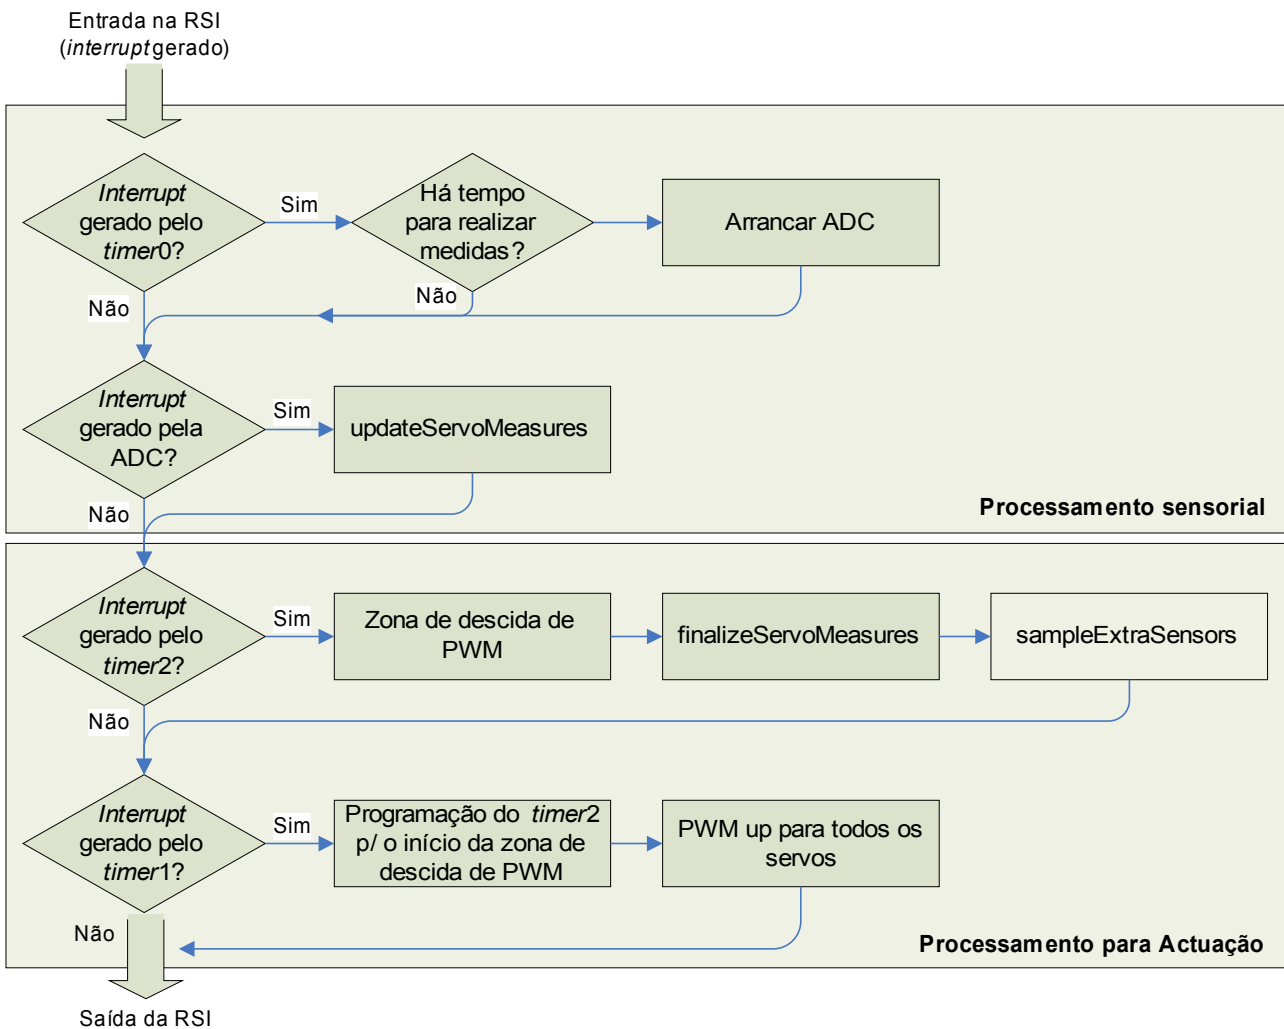 Entrada na RSI
(interrupt gerado)
Interrupt
gerado pelo
timer0?
Sim
Há tempo
para realizar
medidas?
Arrancar ADC
Não
Não
Interrupt
gerado pela
ADC?
Sim
updateServoMeasures
Não
Processamento sensorial
Interrupt
gerado pelo
timer2?
Sim
Zona de descida de
PWM
finalizeServoMeasures
sampleExtraSensors
Não
Interrupt
gerado pelo
timer1?
Sim
Programação do timer2
p/ o início da zona de
descida de PWM
PWM up para todos os
servos
Não
Processamento para Actuação
Saída da RSI